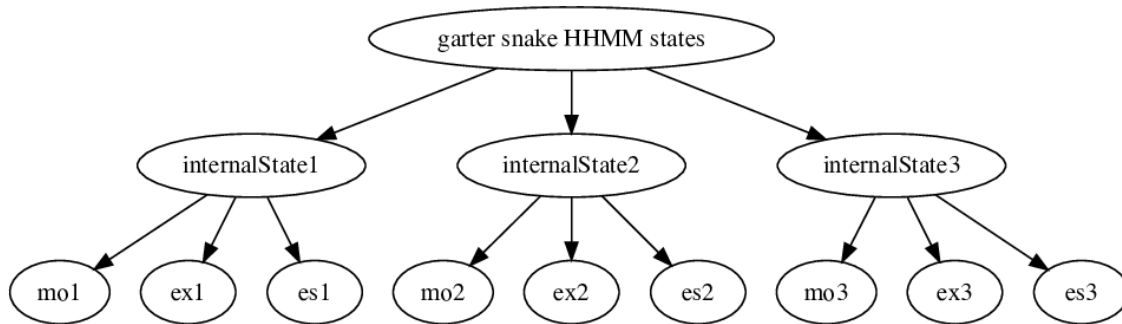 garter snake HHMM states
internalState1 internalState2 internalState3
mo1 ex1 es1 mo2 ex2 es2 mo3 ex3 es3